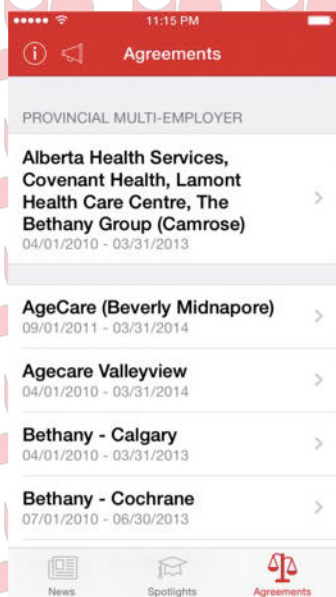 11:15 PM
Agreements
PROVINCIAL MULTI-EMPLOYER
Alberta Health Services,
Covenant Health, Lamont
Health Care Centre, The
Bethany Group (Camrose)
04/01/2010 - 03/31/2013
AgeCare (Beverly Midnapore)
09/01/2011 - 03/31/2014
Agecare Valleyview
04/01/2010 - 03/31/2014
Bethany - Calgary
04/01/2010 - 03/31/2013
Bethany - Cochrane
07/01/2010 - 06/30/2013
News
Spotlights
Agreements